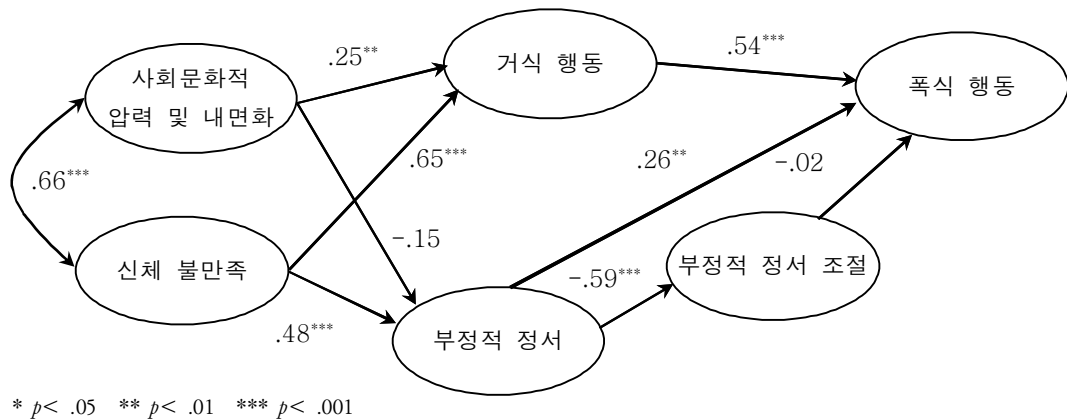 사회문화적
압력 및 내면화
.25**
거식 행동
.54***
폭식 행동
.66***
.65***
.26**
-.02
신체 불만족
-.15
부정적 정서 조절
-.59***
.48***
부정적 정서
* p< .05 ** p< .01 *** p< .001